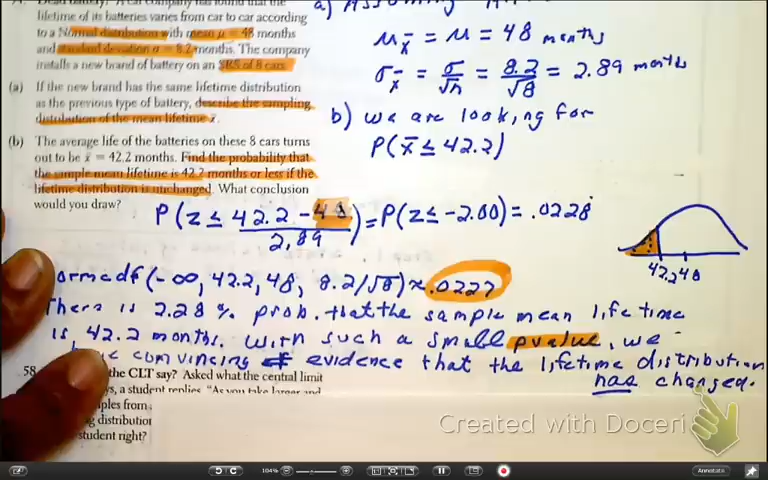 lifetime of its batteries varies from car to car according
to a Normal distribution with mean μ = 48 months
and standard deviation σ = 8.2 months. The company
installs a new brand of battery on an SRS of 8 cars.
(a) If the new brand has the same lifetime distribution
as the previous type of battery, describe the sampling
distribution of the mean lifetime x̄.
(b) The average life of the batteries on these 8 cars turns
out to be x̄ = 42.2 months. Find the probability that
the sample mean lifetime is 42.2 months or less if the
lifetime distribution is unchanged. What conclusion
would you draw?
a)
μx̄ = μ = 48 months
σx̄ = σ/√n = 8.2/√8 = 2.89 months
b) we are looking for
P(x̄ ≤ 42.2)
P(z ≤ (42.2 - 48)/2.89) = P(z ≤ -2.00) = .0228
42.2 48
ormcdf (-∞, 42.2, 48, 8.2/√8) ≈ .0227
There is 2.28 % prob. that the sample mean lifetime
is 42.2 months. with such a small pvalue, we
convincing evidence that the lifetime distribution
has changed.
58
the CLT say? Asked what the central limit
s, a student replies, "As you take larger and
ples from
g distribution
student right?
Created with Doceri
104%
Annotate